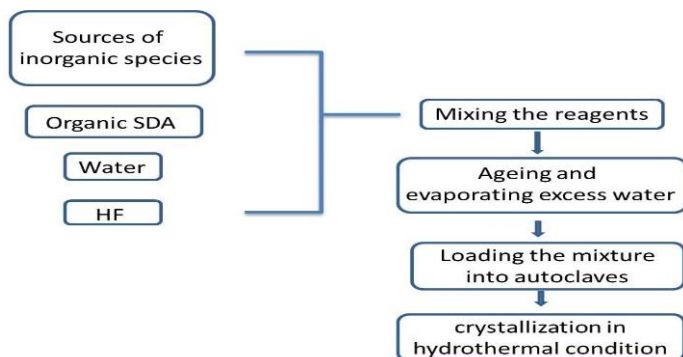 Sources of
inorganic species
Organic SDA
Water
HF
Mixing the reagents
Ageing and
evaporating excess water
Loading the mixture
into autoclaves
crystallization in
hydrothermal condition